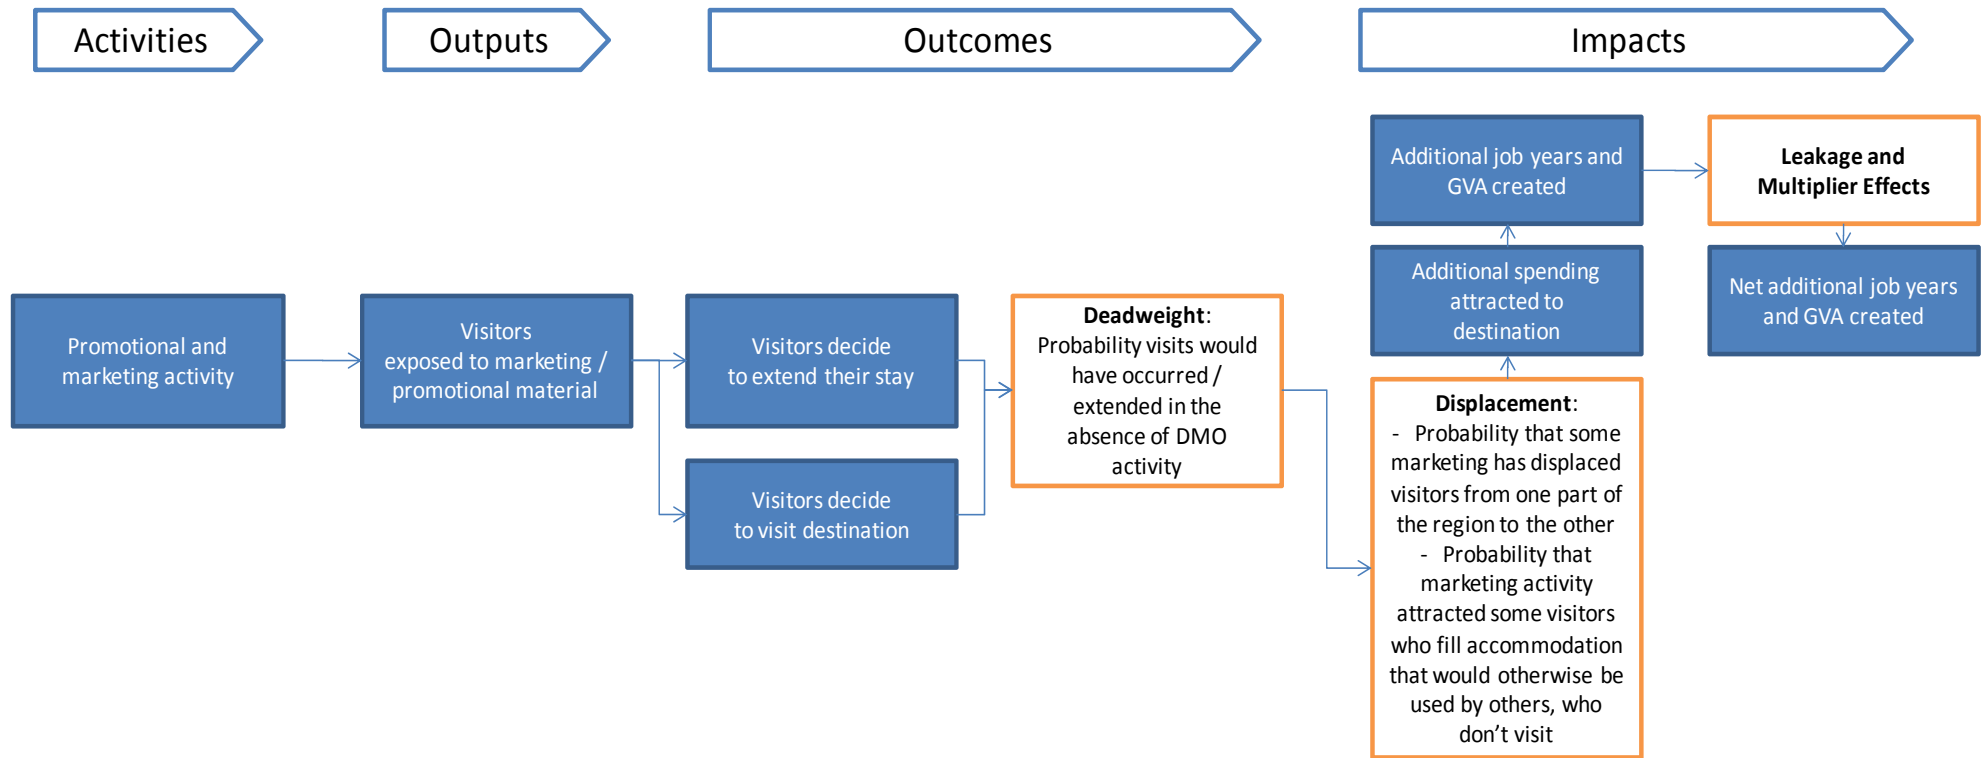 Activities
Outputs
Outcomes
Impacts
Promotional and
marketing activity
Visitors
exposed to marketing /
promotional material
Visitors decide
to extend their stay
Visitors decide
to visit destination
Deadweight:
Probability visits would
have occurred /
extended in the
absence of DMO
activity
Displacement:
- Probability that some
marketing has displaced
visitors from one part of
the region to the other
- Probability that
marketing activity
attracted some visitors
who fill accommodation
that would otherwise be
used by others, who
don’t visit
Additional spending
attracted to
destination
Additional job years and
GVA created
Leakage and
Multiplier Effects
Net additional job years
and GVA created